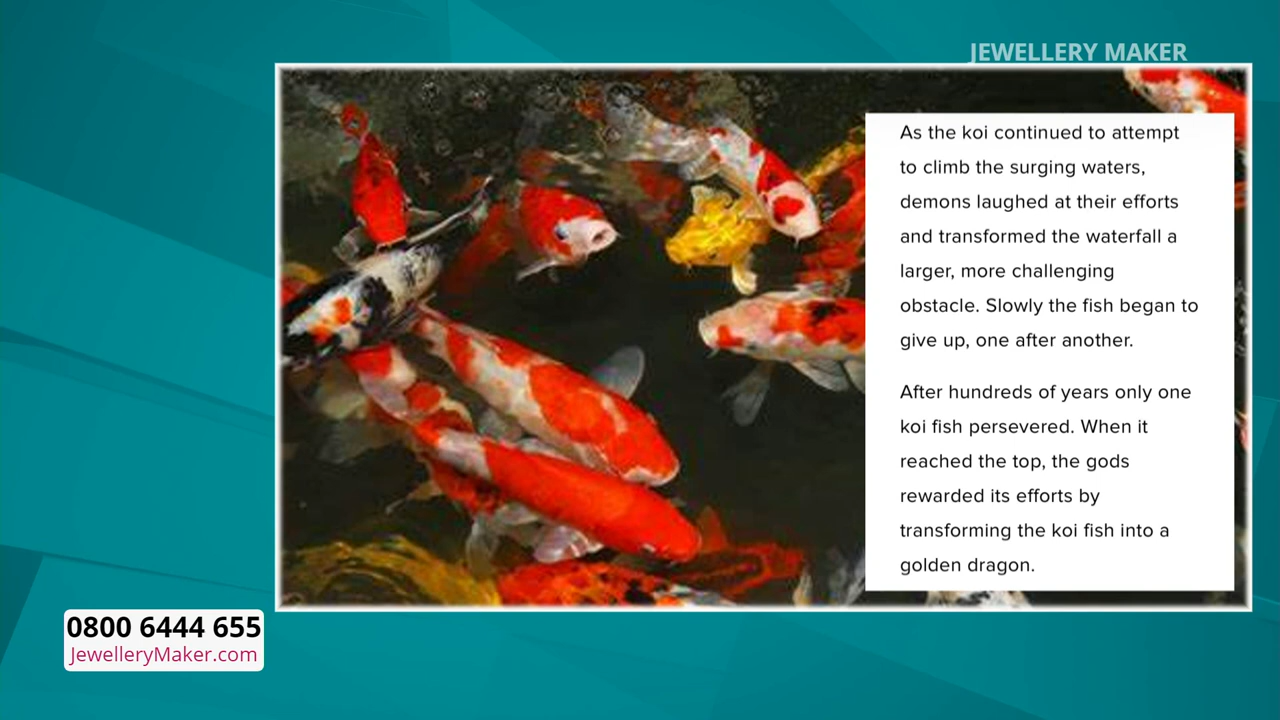 JEWELLERY MAKER
As the koi continued to attempt
to climb the surging waters,
demons laughed at their efforts
and transformed the waterfall a
larger, more challenging
obstacle. Slowly the fish began to
give up, one after another.
After hundreds of years only one
koi fish persevered. When it
reached the top, the gods
rewarded its efforts by
transforming the koi fish into a
golden dragon.
0800 6444 655
JewelleryMaker.com